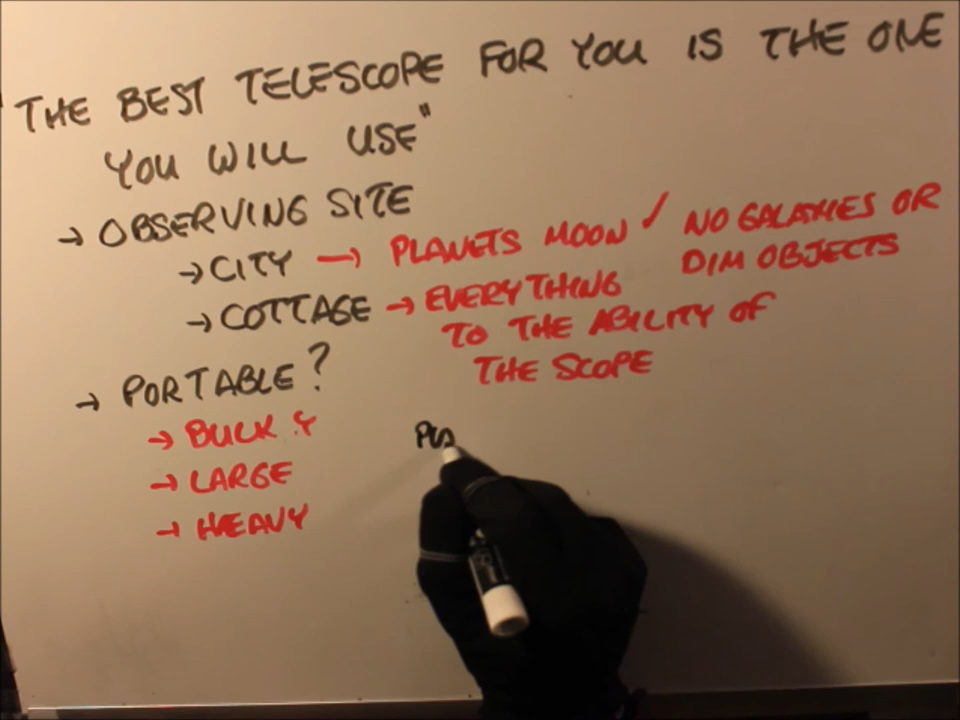 "THE BEST TELESCOPE FOR YOU IS THE ONE
YOU WILL USE"
→ OBSERVING SITE
→ CITY → PLANETS MOON ✓ NO GALAXIES OR
DIM OBJECTS
→ COTTAGE → EVERYTHING
TO THE ABILITY OF
THE SCOPE
→ PORTABLE?
→ BULKY
→ LARGE
→ HEAVY